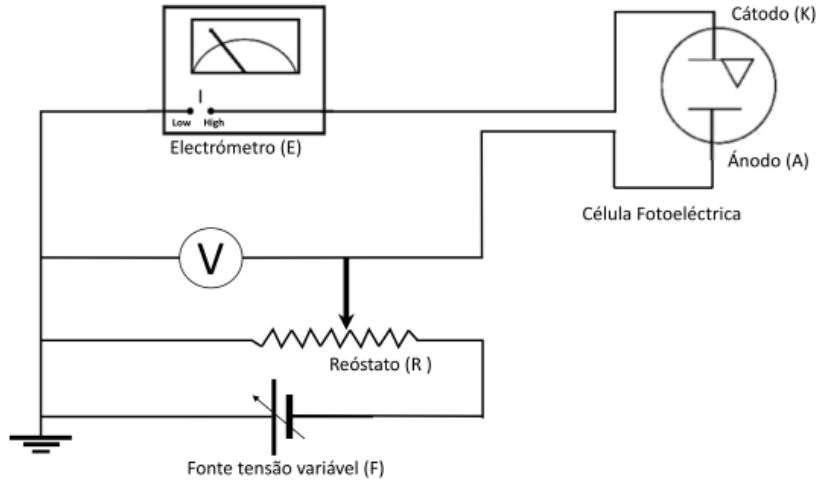 Cátodo (K)
I
Low High
Electrómetro (E)
Ánodo (A)
Célula Fotoeléctrica
V
Reóstato (R )
Fonte tensão variável (F)